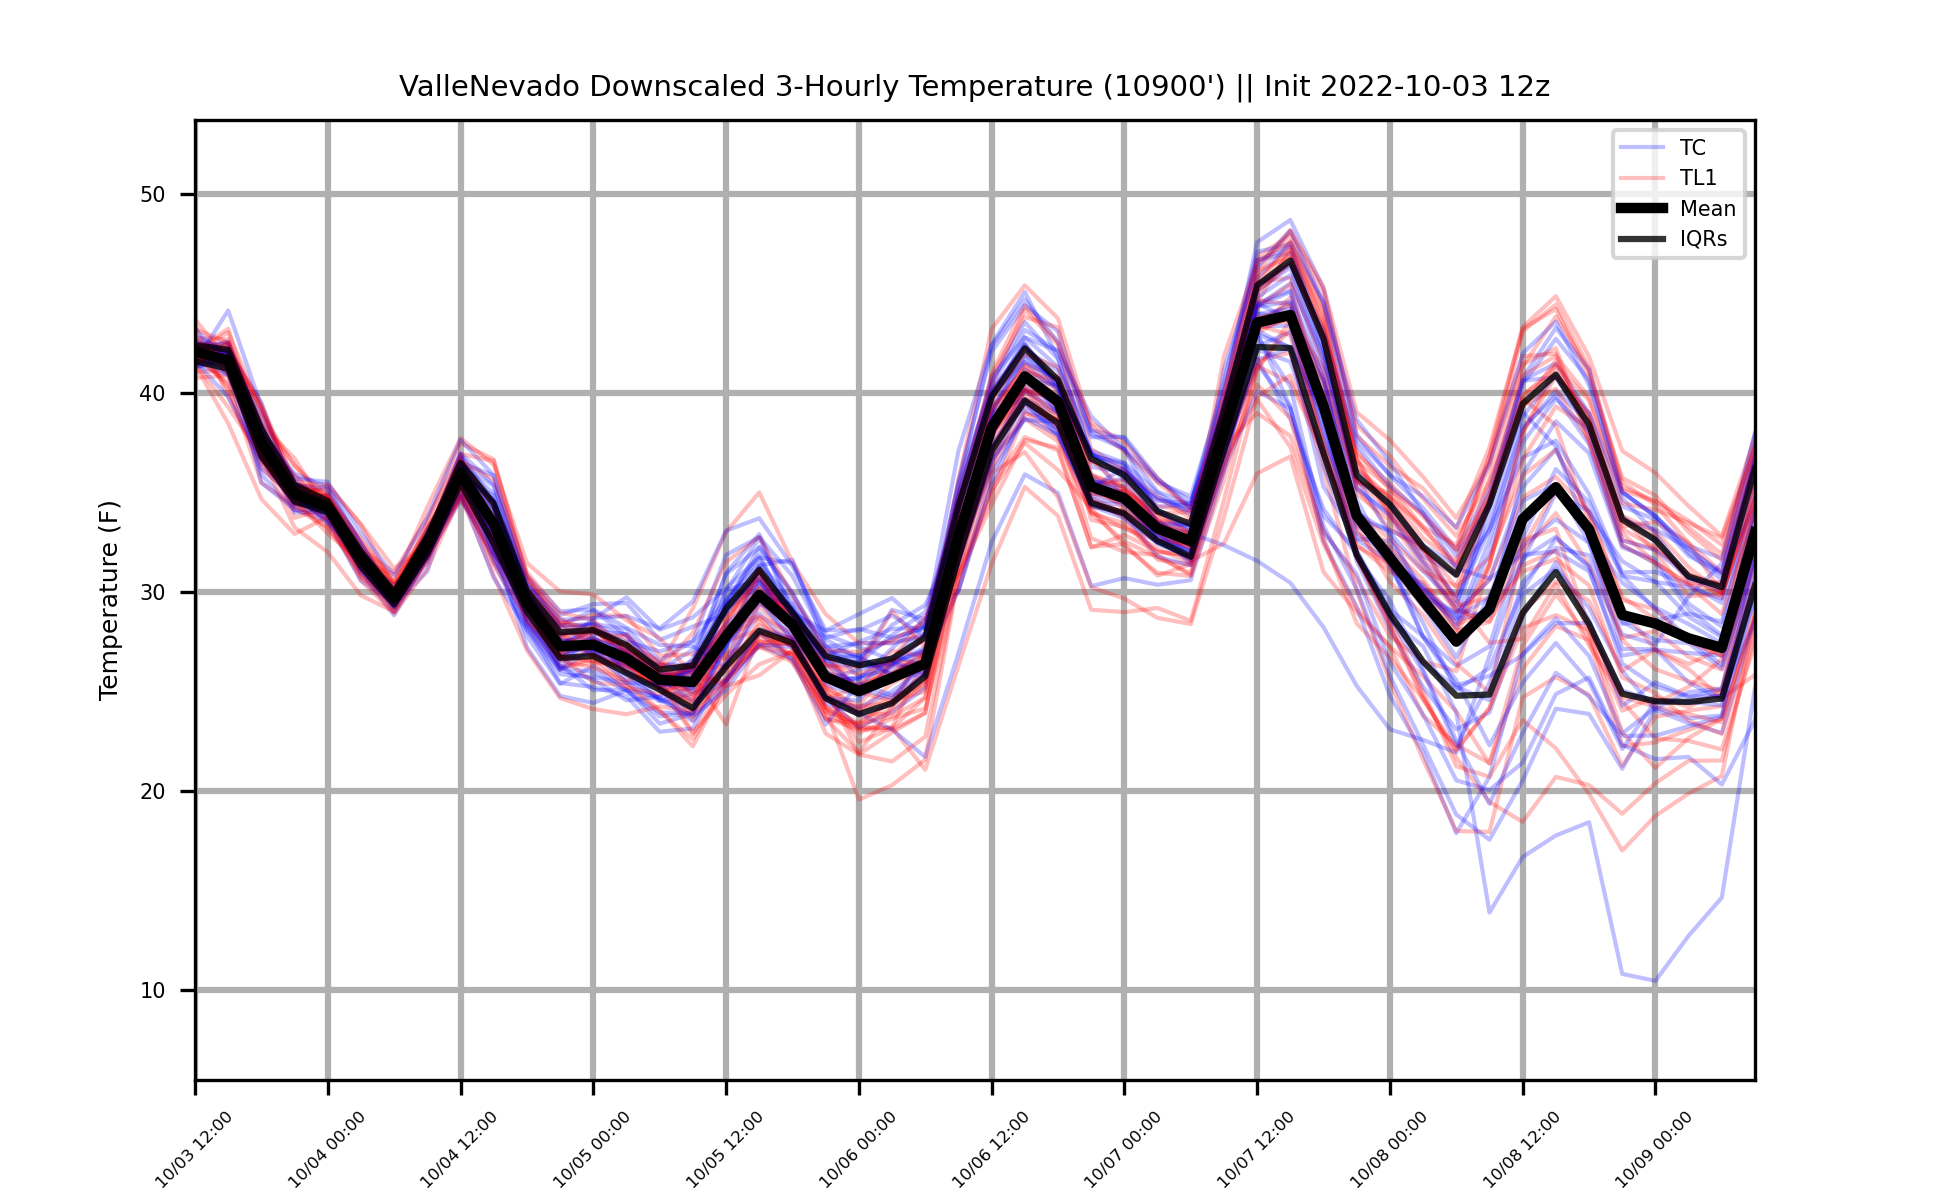 ValleNevado Downscaled 3-Hourly Temperature (10900') || Init 2022-10-03 12z
TC
TL1
Mean
IQRs
Temperature (F)
50
40
30
20
10
10/03 12:00
10/04 00:00
10/04 12:00
10/05 00:00
10/05 12:00
10/06 00:00
10/06 12:00
10/07 00:00
10/07 12:00
10/08 00:00
10/08 12:00
10/09 00:00